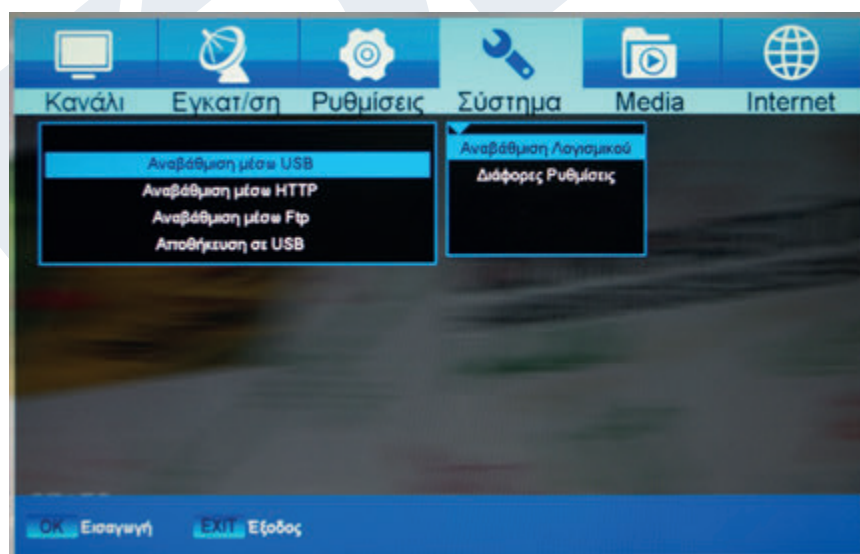 Κανάλι Εγκατ/ση Ρυθμίσεις Σύστημα Media Internet
Αναβάθμιση μέσω USB
Αναβάθμιση μέσω HTTP
Αναβάθμιση μέσω Ftp
Αποθήκευση σε USB
Αναβάθμιση Λογισμικού
Διάφορες Ρυθμίσεις
OK Εισαγωγή EXIT Έξοδος